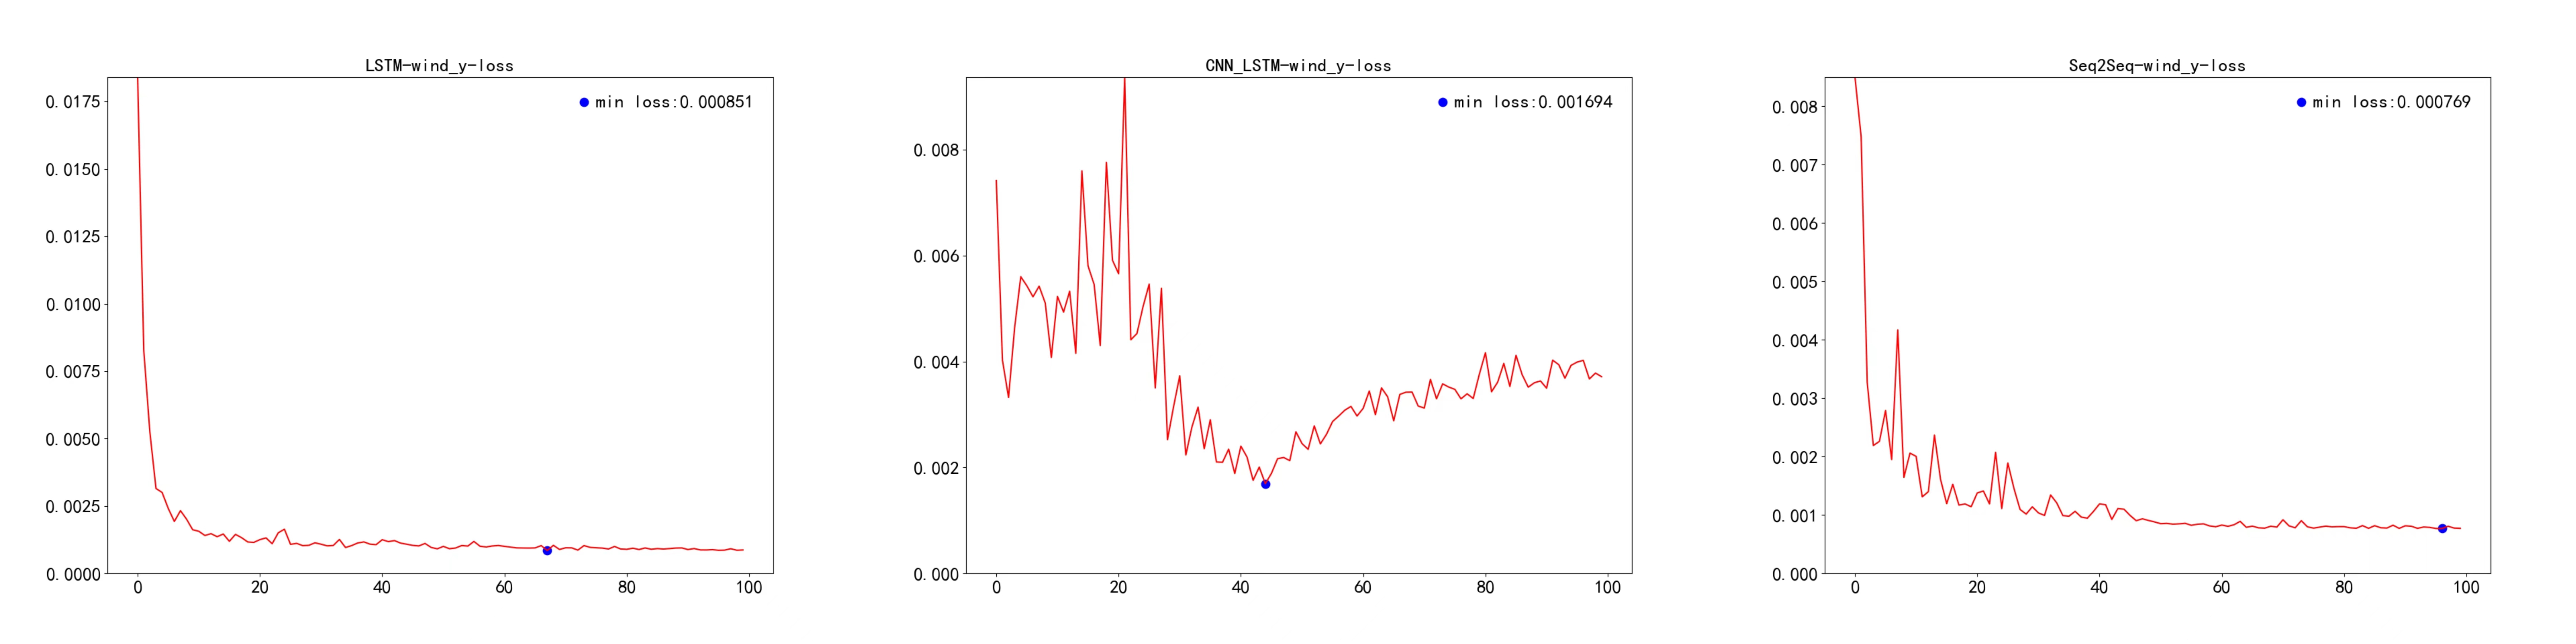 LSTM-wind_y-loss
min loss:0.000851
0.0175
0.0150
0.0125
0.0100
0.0075
0.0050
0.0025
0.0000
0 20 40 60 80 100
CNN_LSTM-wind_y-loss
min loss:0.001694
0.008
0.006
0.004
0.002
0.000
0 20 40 60 80 100
Seq2Seq-wind_y-loss
min loss:0.000769
0.008
0.007
0.006
0.005
0.004
0.003
0.002
0.001
0.000
0 20 40 60 80 100